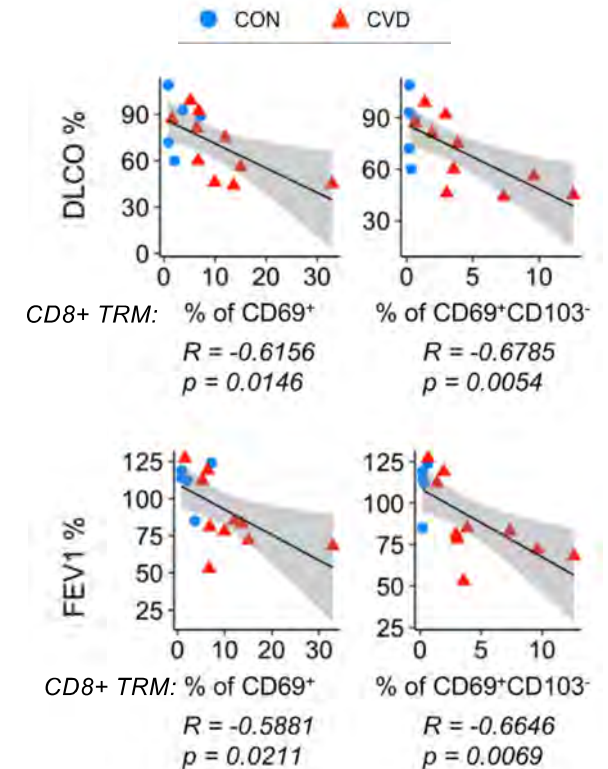 CON CVD
DLCO %
90
60
30
0
0 10 20 30
90
60
30
0 5 10
CD8+ TRM: % of CD69⁺ % of CD69⁺CD103⁻
R = -0.6156 R = -0.6785
p = 0.0146 p = 0.0054
FEV1 %
125
100
75
50
25
0 10 20 30
125
100
75
50
25
0 5 10
CD8+ TRM: % of CD69⁺ % of CD69⁺CD103⁻
R = -0.5881 R = -0.6646
p = 0.0211 p = 0.0069